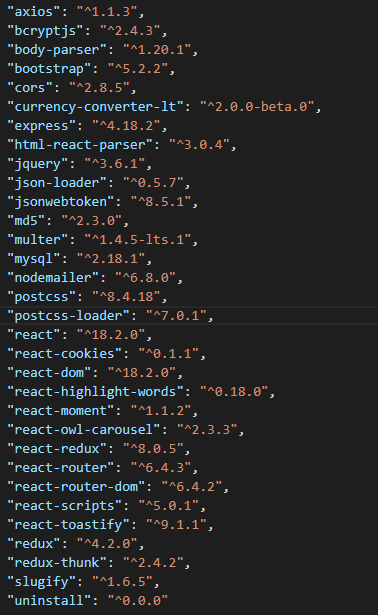 "axios": "^1.1.3",
"bcryptjs": "^2.4.3",
"body-parser": "^1.20.1",
"bootstrap": "^5.2.2",
"cors": "^2.8.5",
"currency-converter-lt": "^2.0.0-beta.0",
"express": "^4.18.2",
"html-react-parser": "^3.0.4",
"jquery": "^3.6.1",
"json-loader": "^0.5.7",
"jsonwebtoken": "^8.5.1",
"md5": "^2.3.0",
"multer": "^1.4.5-lts.1",
"mysql": "^2.18.1",
"nodemailer": "^6.8.0",
"postcss": "^8.4.18",
"postcss-loader": "^7.0.1",
"react": "^18.2.0",
"react-cookies": "^0.1.1",
"react-dom": "^18.2.0",
"react-highlight-words": "^0.18.0",
"react-moment": "^1.1.2",
"react-owl-carousel": "^2.3.3",
"react-redux": "^8.0.5",
"react-router": "^6.4.3",
"react-router-dom": "^6.4.2",
"react-scripts": "^5.0.1",
"react-toastify": "^9.1.1",
"redux": "^4.2.0",
"redux-thunk": "^2.4.2",
"slugify": "^1.6.5",
"uninstall": "^0.0.0"